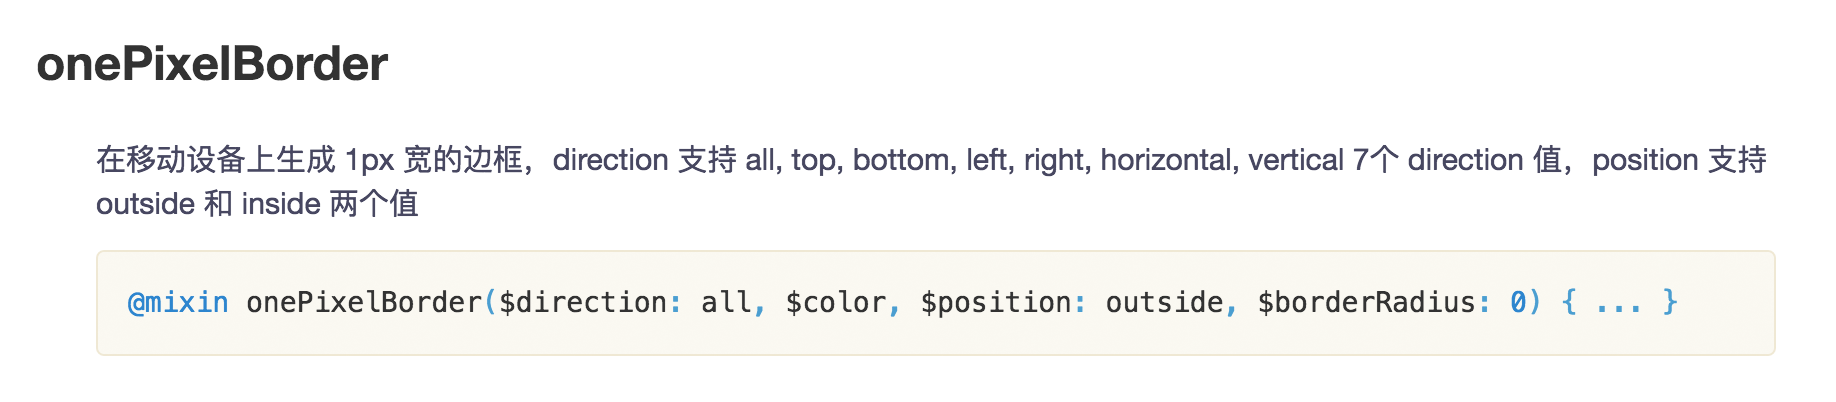 onePixelBorder
在移动设备上生成 1px 宽的边框，direction 支持 all, top, bottom, left, right, horizontal, vertical 7个 direction 值，position 支持
outside 和 inside 两个值
@mixin onePixelBorder($direction: all, $color, $position: outside, $borderRadius: 0) { ... }